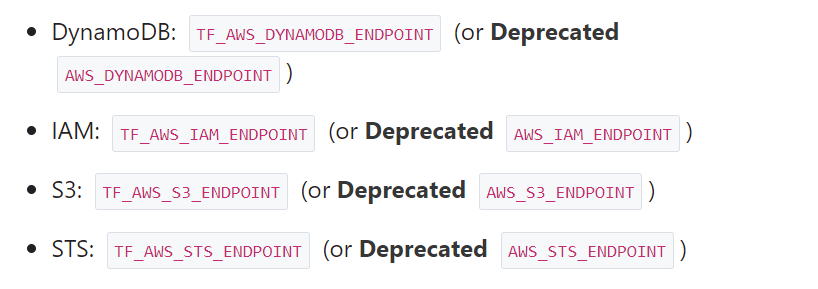 DynamoDB: TF_AWS_DYNAMODB_ENDPOINT (or Deprecated
AWS_DYNAMODB_ENDPOINT )
IAM: TF_AWS_IAM_ENDPOINT (or Deprecated AWS_IAM_ENDPOINT )
S3: TF_AWS_S3_ENDPOINT (or Deprecated AWS_S3_ENDPOINT )
STS: TF_AWS_STS_ENDPOINT (or Deprecated AWS_STS_ENDPOINT )